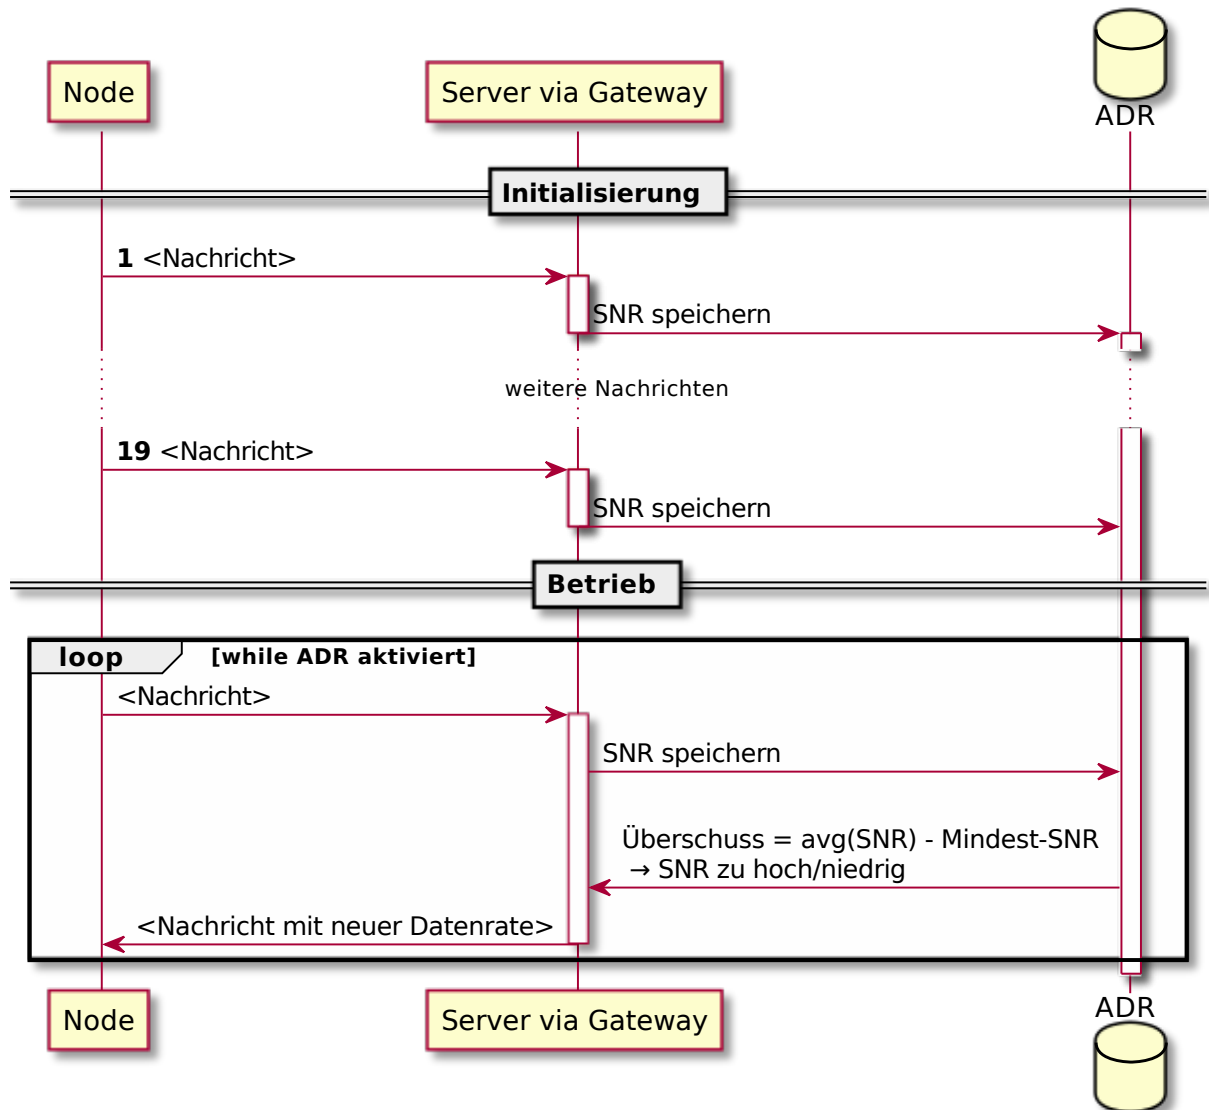 Node
Server via Gateway
ADR
Initialisierung
1 <Nachricht>
SNR speichern
weitere Nachrichten
19 <Nachricht>
SNR speichern
Betrieb
loop [while ADR aktiviert]
<Nachricht>
SNR speichern
Überschuss = avg(SNR) - Mindest-SNR
→ SNR zu hoch/niedrig
<Nachricht mit neuer Datenrate>
Node
Server via Gateway
ADR